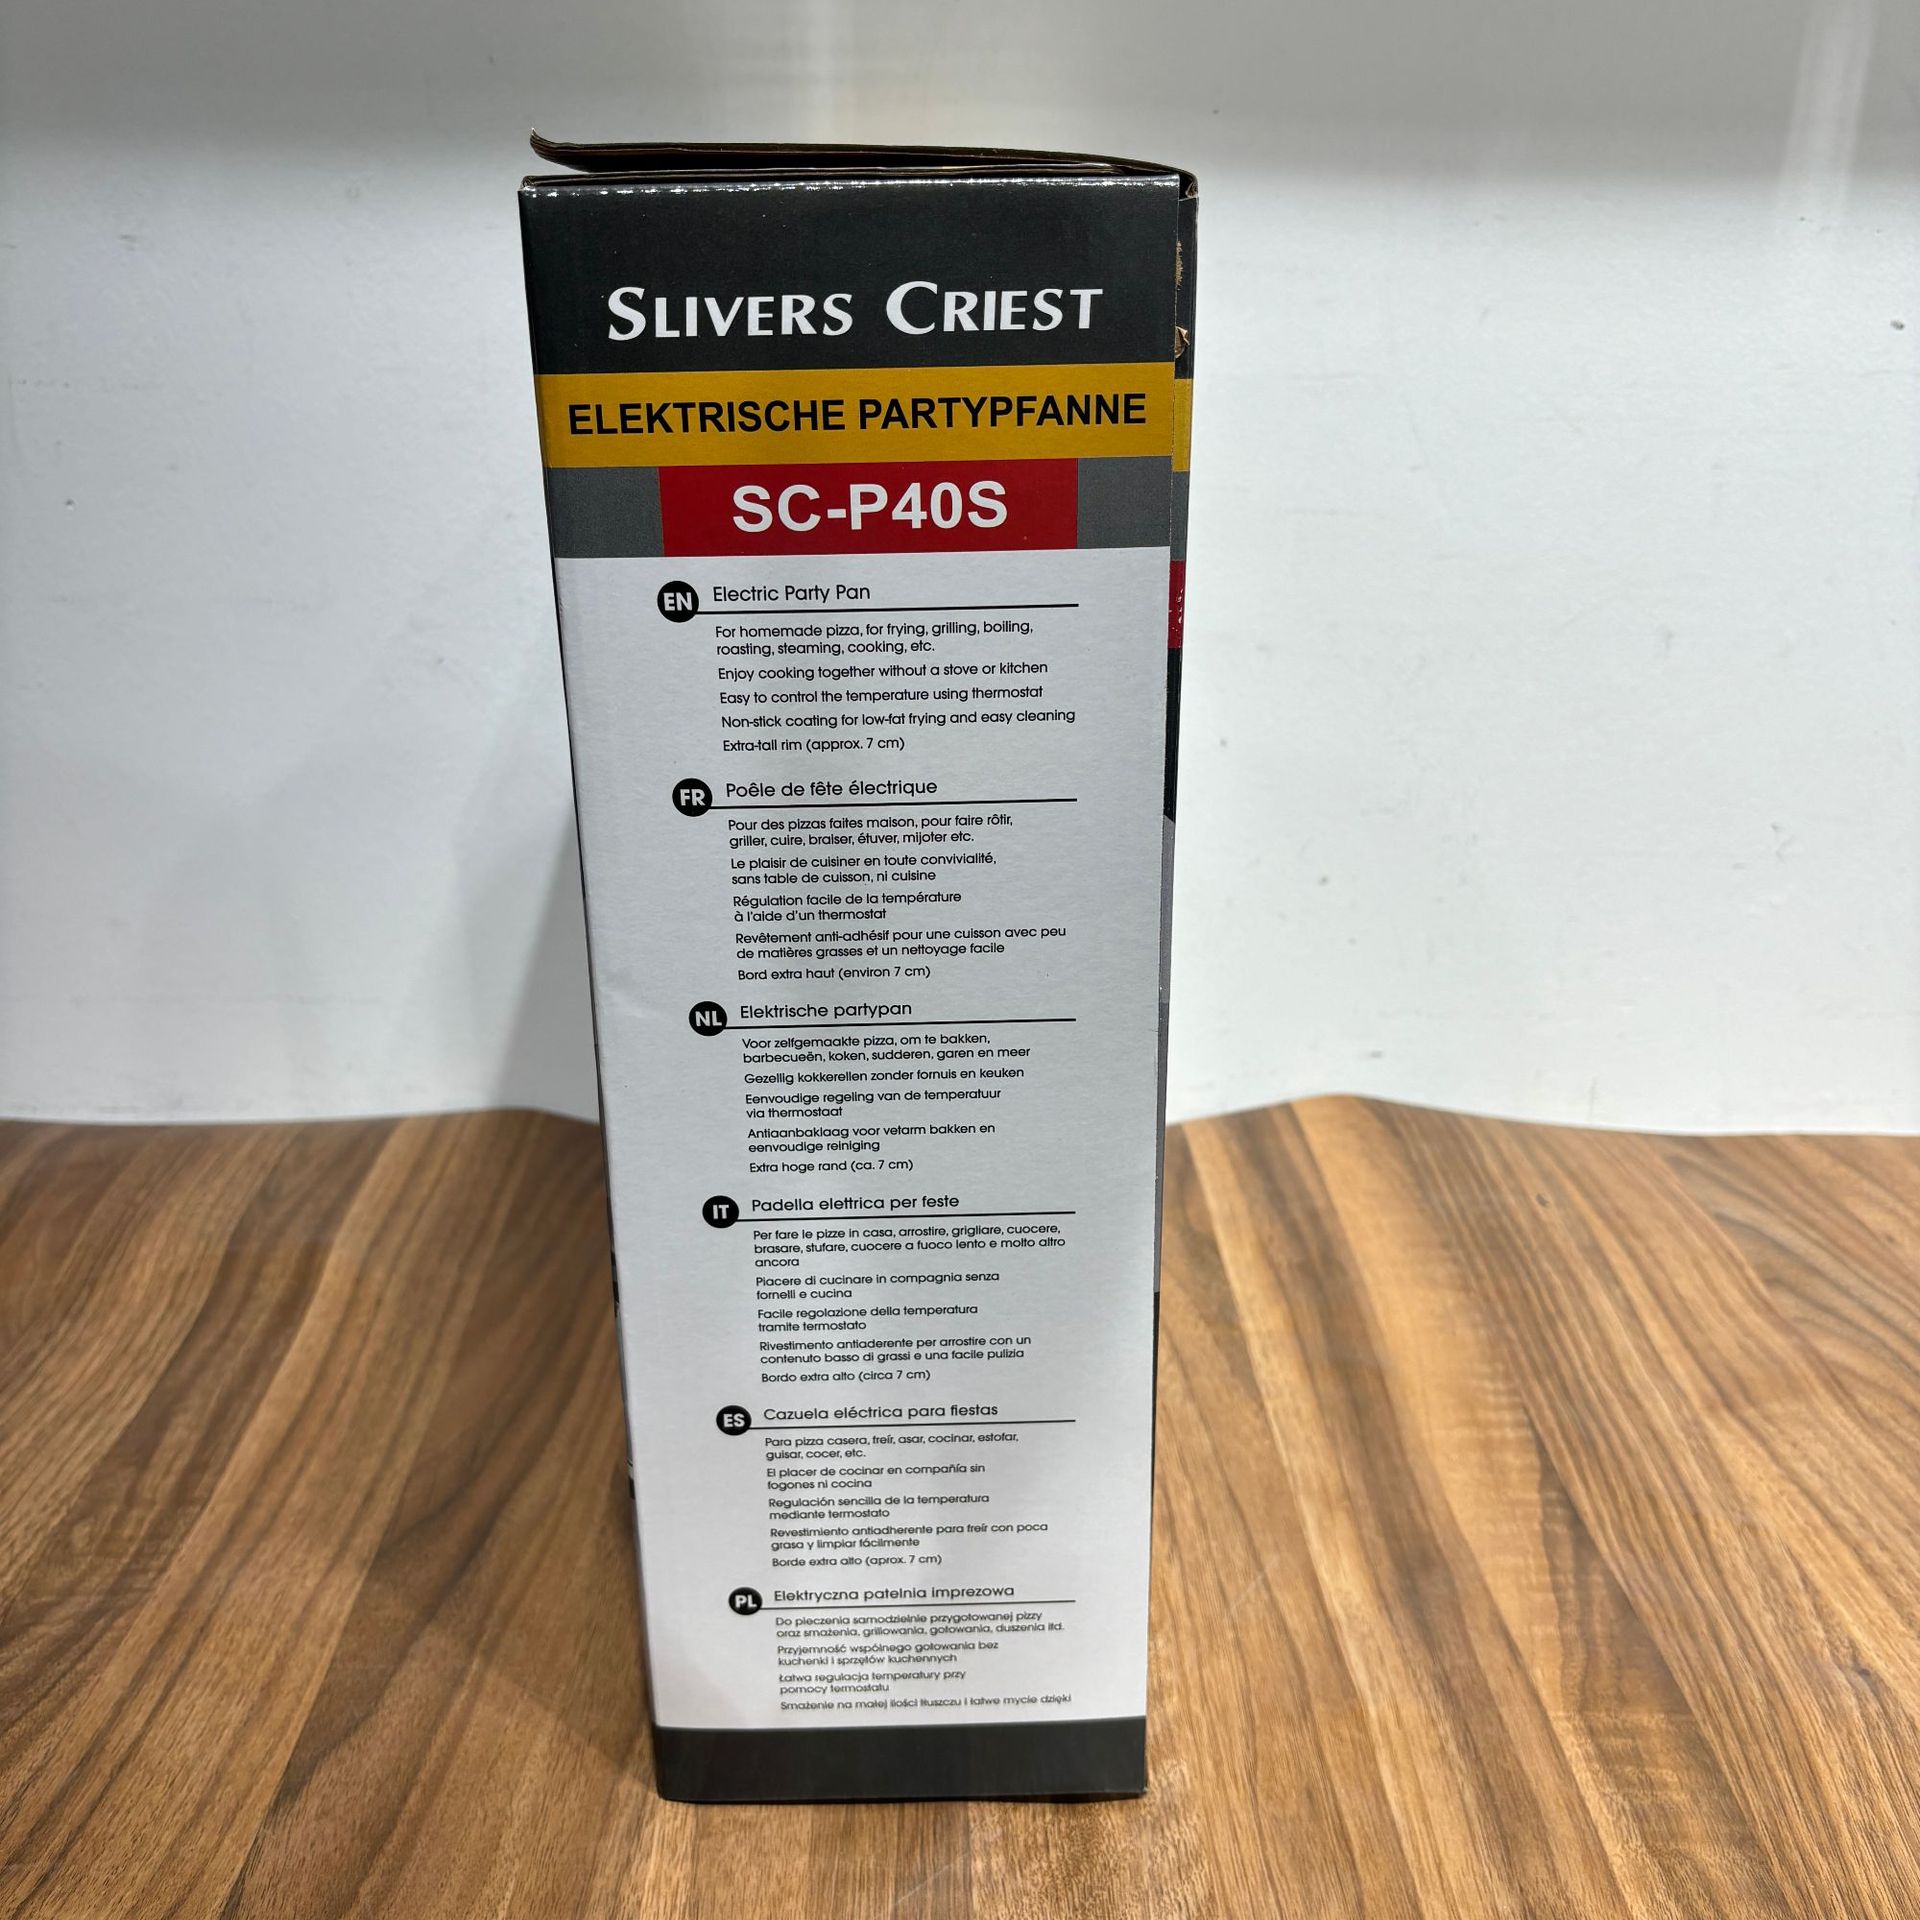 SLIVERS CRIEST
ELEKTRISCHE PARTYPFANNE
SC-P40S
EN Electric Party Pan
For homemade pizza, for frying, grilling, boiling,
roasting, steaming, cooking, etc.
Enjoy cooking together without a stove or kitchen
Easy to control the temperature using thermostat
Non-stick coating for low-fat frying and easy cleaning
Extra-tall rim (approx. 7 cm)
FR Poêle de fête électrique
Pour des pizzas faites maison, pour faire rôtir,
griller, cuire, braiser, étuver, mijoter etc.
Le plaisir de cuisiner en toute convivialité,
sans table de cuisson, ni cuisine
Régulation facile de la température
à l'aide d'un thermostat
Revêtement anti-adhésif pour une cuisson avec peu
de matières grasses et un nettoyage facile
Bord extra haut (environ 7 cm)
NL Elektrische partypan
Voor zelfgemaakte pizza, om te bakken,
barbecueën, koken, sudderen, garen en meer
Gezellig kokkerellen zonder fornuis en keuken
Eenvoudige regeling van de temperatuur
via thermostaat
Antiaanbaklaag voor vetarm bakken en
eenvoudige reiniging
Extra hoge rand (ca. 7 cm)
IT Padella elettrica per feste
Per fare le pizze in casa, arrostire, grigliare, cuocere,
brasare, stufare, cuocere a fuoco lento e molto altro
ancora
Piacere di cucinare in compagnia senza
fornelli e cucina
Facile regolazione della temperatura
tramite termostato
Rivestimento antiaderente per arrostire con un
contenuto basso di grassi e una facile pulizia
Bordo extra alto (circa 7 cm)
ES Cazuela eléctrica para fiestas
Para pizza casera, freír, asar, cocinar, estofar,
guisar, cocer, etc.
El placer de cocinar en compañía sin
fogones ni cocina
Regulación sencilla de la temperatura
mediante termostato
Revestimiento antiadherente para freír con poca
grasa y limpiar fácilmente
Borde extra alto (aprox. 7 cm)
PL Elektryczna patelnia imprezowa
Do pieczenia samodzielnie przygotowanej pizzy
oraz smażenia, grillowania, gotowania, duszenia itd.
Przyjemność wspólnego gotowania bez
kuchenki i sprzętów kuchennych
Łatwa regulacja temperatury przy
pomocy termostatu
Smażenie na małej ilości tłuszczu i łatwe mycie dzięki